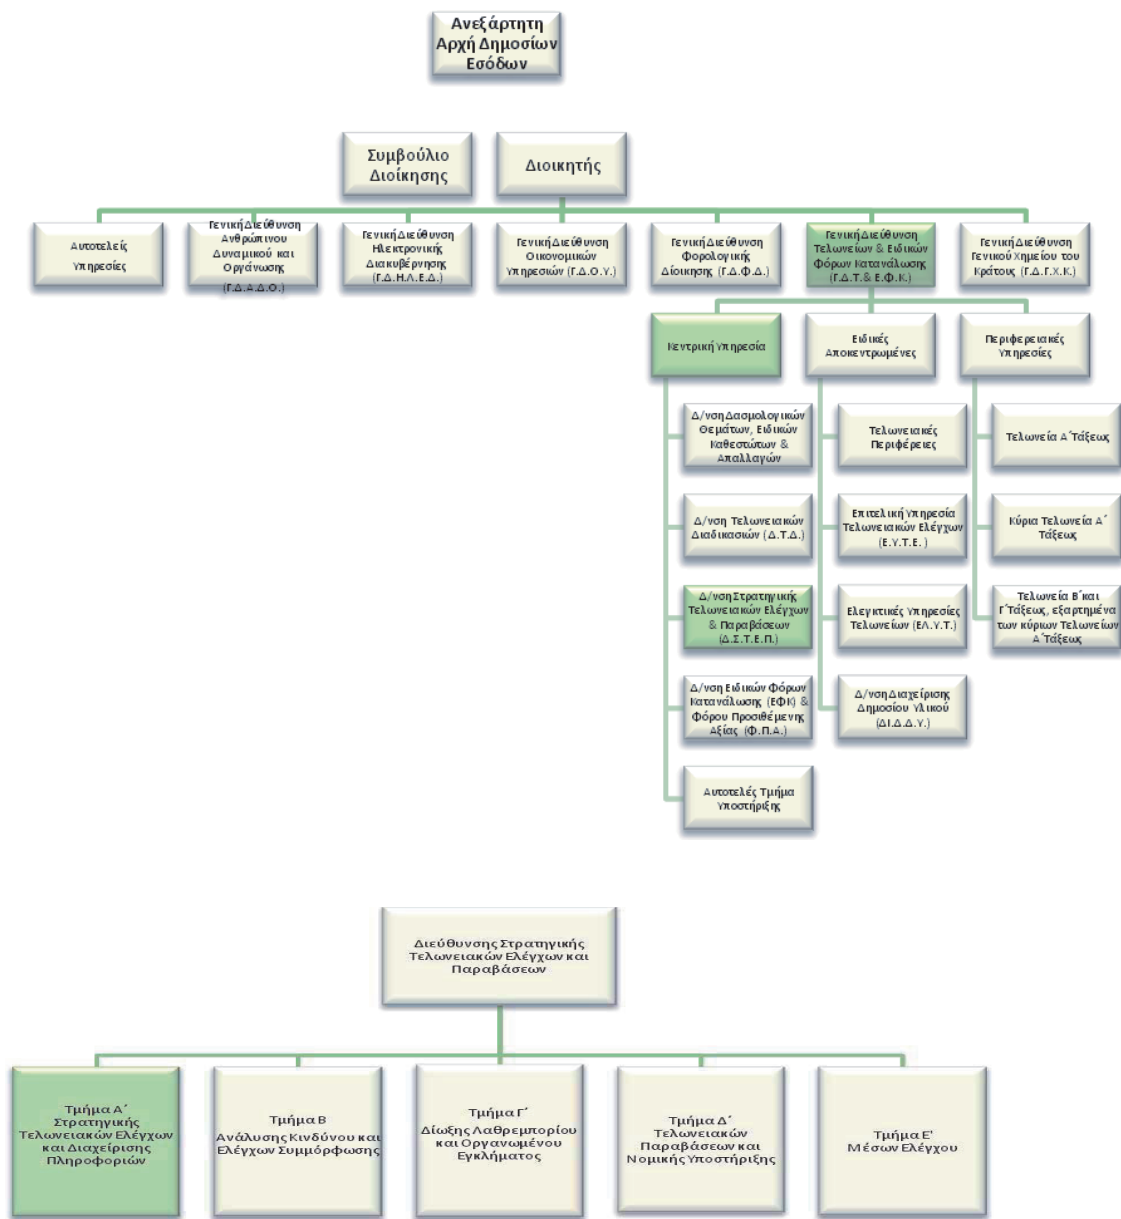 Ανεξάρτητη
Αρχή Δημοσίων
Εσόδων
Συμβούλιο
Διοίκησης
Διοικητής
Αυτοτελείς
Υπηρεσίες
Γενική Διεύθυνση
Ανθρώπινου
Δυναμικού και
Οργάνωσης
(Γ.Δ.Α.Δ.Ο.)
Γενική Διεύθυνση
Ηλεκτρονικής
Διακυβέρνησης
(Γ.Δ.Η.Λ.Ε.Δ.)
Γενική Διεύθυνση
Οικονομικών
Υπηρεσιών (Γ.Δ.Ο.Υ.)
Γενική Διεύθυνση
Φορολογικής
Δίοικησης (Γ.Δ.Φ.Δ.)
Γενική Διεύθυνση
Τελωνείων & Ειδικών
Φόρων Κατανάλωσης
(Γ.Δ.Τ.& Ε.Φ.Κ.)
Γενική Διεύθυνση
Γενικού Χημείου του
Κράτους (Γ.Δ.Γ.Χ.Κ.)
Κεντρική Υπηρεσία
Ειδικές
Αποκεντρωμένες
Περιφερειακές
Υπηρεσίες
Δ/νση Δασμολογικών
Θεμάτων, Ειδικών
Καθεστώτων &
Απαλλαγών
Τελωνειακές
Περιφέρειες
Τελωνεία Α΄Τάξεως
Δ/νση Τελωνειακών
Διαδικασιών (Δ.Τ.Δ.)
Επιτελική Υπηρεσία
Τελωνειακών Ελέγχων
(Ε.Υ.Τ.Ε. )
Κύρια Τελωνεία Α΄
Τάξεως
Δ/νση Στρατηγικής
Τελωνειακών Ελέγχων
& Παραβάσεων
(Δ.Σ.Τ.Ε.Π.)
Ελεγκτικές Υπηρεσίες
Τελωνείων (ΕΛ.Υ.Τ.)
Τελωνεία Β΄και
Γ΄Τάξεως, εξαρτημένα
των κύριων Τελωνείων
Α΄Τάξεως
Δ/νση Ειδικών Φόρων
Κατανάλωσης (ΕΦΚ) &
Φόρου Προσιθέμενης
Αξίας (Φ.Π.Α.)
Δ/νση Διαχείρισης
Δημοσίου Υλικού
(ΔΙ.Δ.Δ.Υ.)
Αυτοτελές Τμήμα
Υποστήριξης
Διεύθυνσης Στρατηγικής
Τελωνειακών Ελέγχων και
Παραβάσεων
Τμήμα Α΄
Στρατηγικής
Τελωνειακών Ελέγχων
και Διαχείρισης
Πληροφοριών
Τμήμα Β
Ανάλυσης Κινδύνου και
Ελέγχων Συμμόρφωσης
Τμήμα Γ΄
Δίωξης Λαθρεμπορίου
και Οργανωμένου
Εγκλήματος
Τμήμα Δ΄
Τελωνειακών
Παραβάσεων και
Νομικής Υποστήριξης
Τμήμα Ε'
Μέσων Ελέγχου